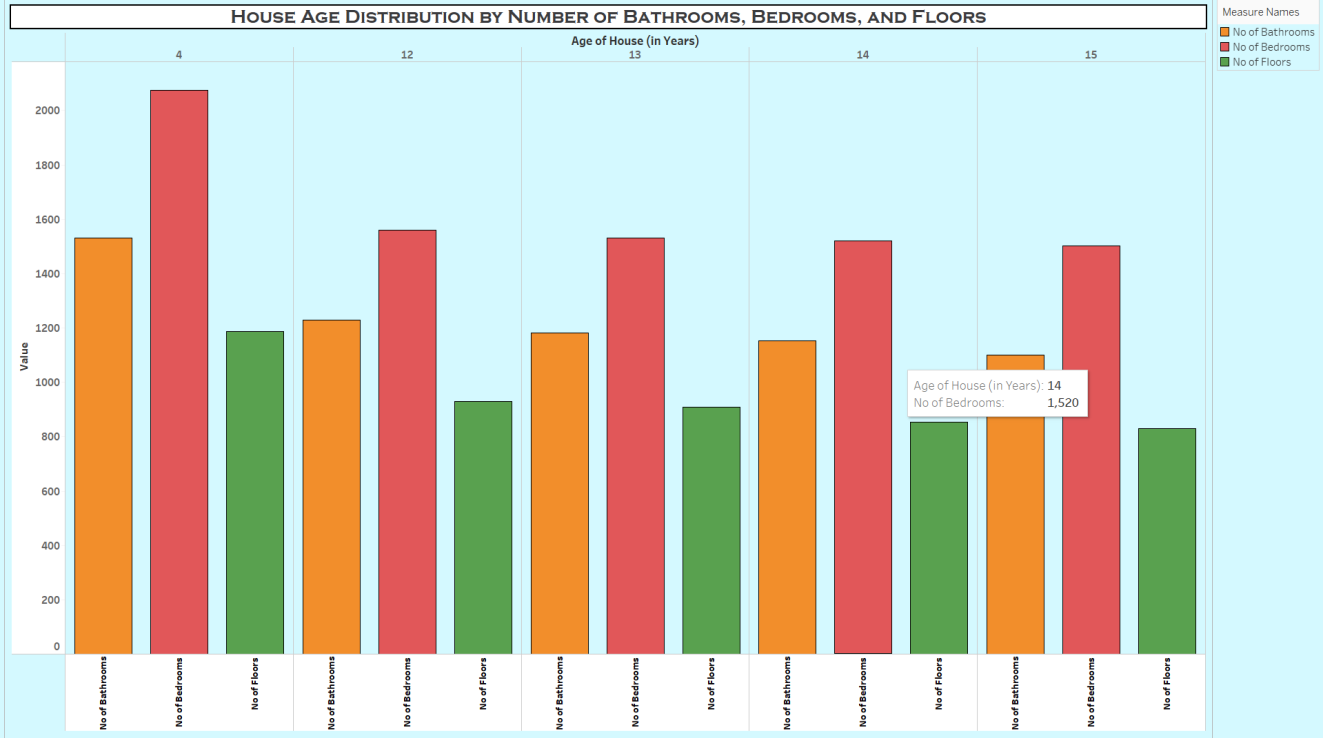 House Age Distribution by Number of Bathrooms, Bedrooms, and Floors
Measure Names
No of Bathrooms
No of Bedrooms
No of Floors
Age of House (in Years)
4 12 13 14 15
Value
2000
1800
1600
1400
1200
1000
800
600
400
200
0
Age of House (in Years): 14
No of Bedrooms: 1,520
No of Bathrooms
No of Bedrooms
No of Floors
No of Bathrooms
No of Bedrooms
No of Floors
No of Bathrooms
No of Bedrooms
No of Floors
No of Bathrooms
No of Bedrooms
No of Floors
No of Bathrooms
No of Bedrooms
No of Floors